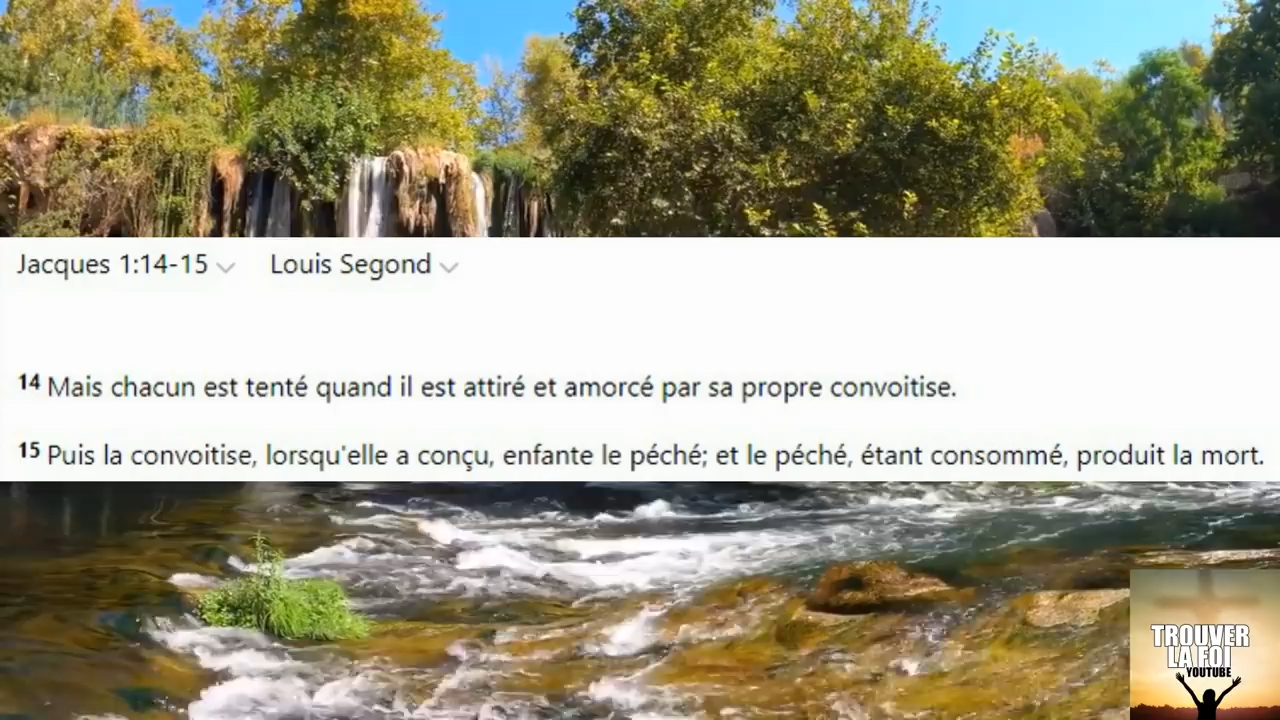 Jacques 1:14-15 Louis Segond
14 Mais chacun est tenté quand il est attiré et amorcé par sa propre convoitise.
15 Puis la convoitise, lorsqu'elle a conçu, enfante le péché; et le péché, étant consommé, produit la mort.
TROUVER
LA FOI
YOUTUBE